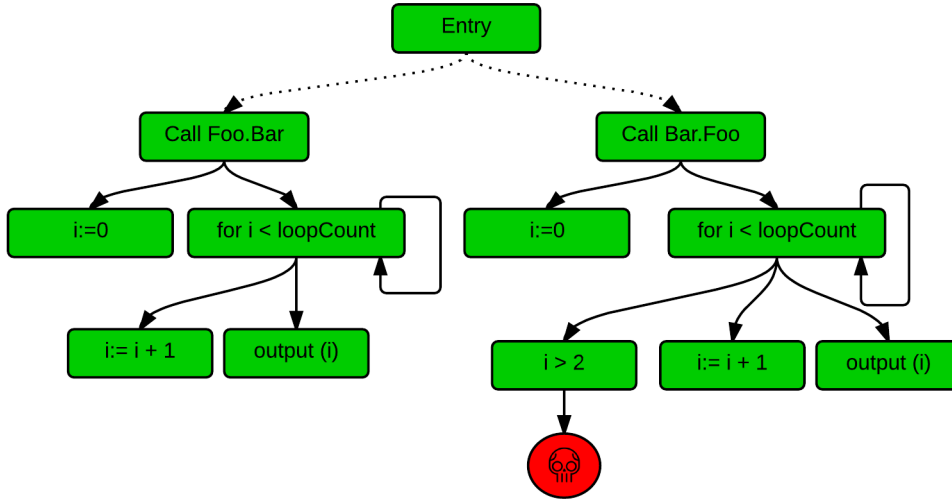 Entry
Call Foo.Bar
Call Bar.Foo
i:=0
for i < loopCount
i:=0
for i < loopCount
i:= i + 1
output (i)
i > 2
i:= i + 1
output (i)